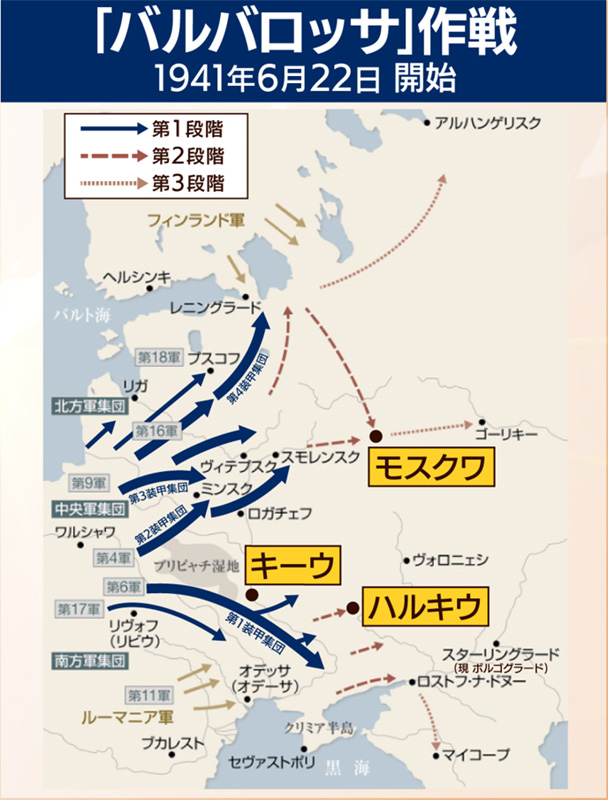 「バルバロッサ」作戦
1941年6月22日 開始
第1段階
第2段階
第3段階
アルハンゲリスク
フィンランド軍
ヘルシンキ
レニングラード
バルト海
第18軍
プスコフ
第4装甲集団
リガ
北方軍集団
第16軍
ゴーリキー
モスクワ
ヴィテプスク
スモレンスク
第9軍
第3装甲集団
ミンスク
中央軍集団
ロガチェフ
ワルシャワ
第2装甲集団
第4軍
プリピャチ湿地
キーウ
ヴォロニェシ
第6軍
第17軍
ハルキウ
リヴォフ
(リビウ)
第1装甲集団
南方軍集団
スターリングラード
(現 ボルゴグラード)
オデッサ
(オデーサ)
ロストフ・ナ・ドヌー
第11軍
ルーマニア軍
クリミア半島
ブカレスト
セヴァストポリ
黒海
マイコープ